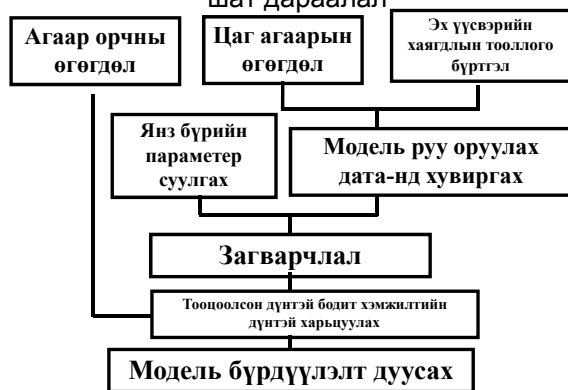 шат дараалал
Агаар орчны
өгөгдөл
Цаг агаарын
өгөгдөл
Эх үүсвэрийн
хаягдлын тооллого
бүртгэл
Янз бүрийн
параметер
суулгах
Модель руу оруулах
дата-нд хувиргах
Загварчлал
Тооцоолсон дүнтэй бодит хэмжилтийн
дүнтэй харьцуулах
Модель бүрдүүлэлт дуусах